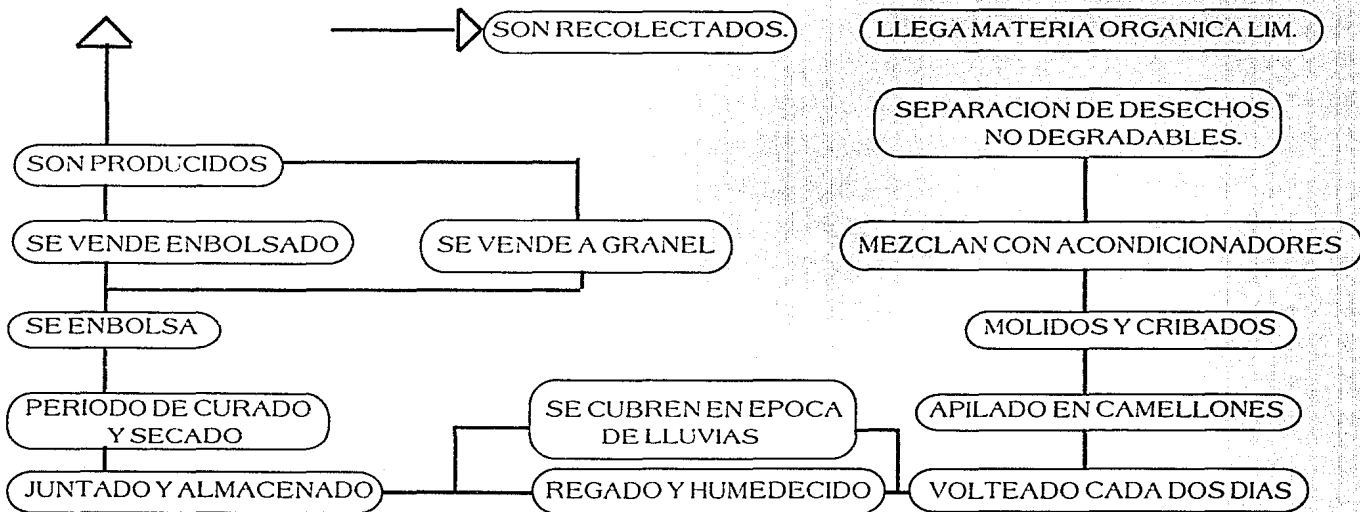 SON RECOLECTADOS.
LLEGA MATERIA ORGANICA LIM.
SEPARACION DE DESECHOS
NO DEGRADABLES.
SON PRODUCIDOS
SE VENDE ENBOLSADO
SE VENDE A GRANEL
MEZCLAN CON ACONDICIONADORES
SE ENBOLSA
MOLIDOS Y CRIBADOS
PERIODO DE CURADO
Y SECADO
SE CUBREN EN EPOCA
DE LLUVIAS
APILADO EN CAMELLONES
JUNTADO Y ALMACENADO
REGADO Y HUMEDECIDO
VOLTEADO CADA DOS DIAS